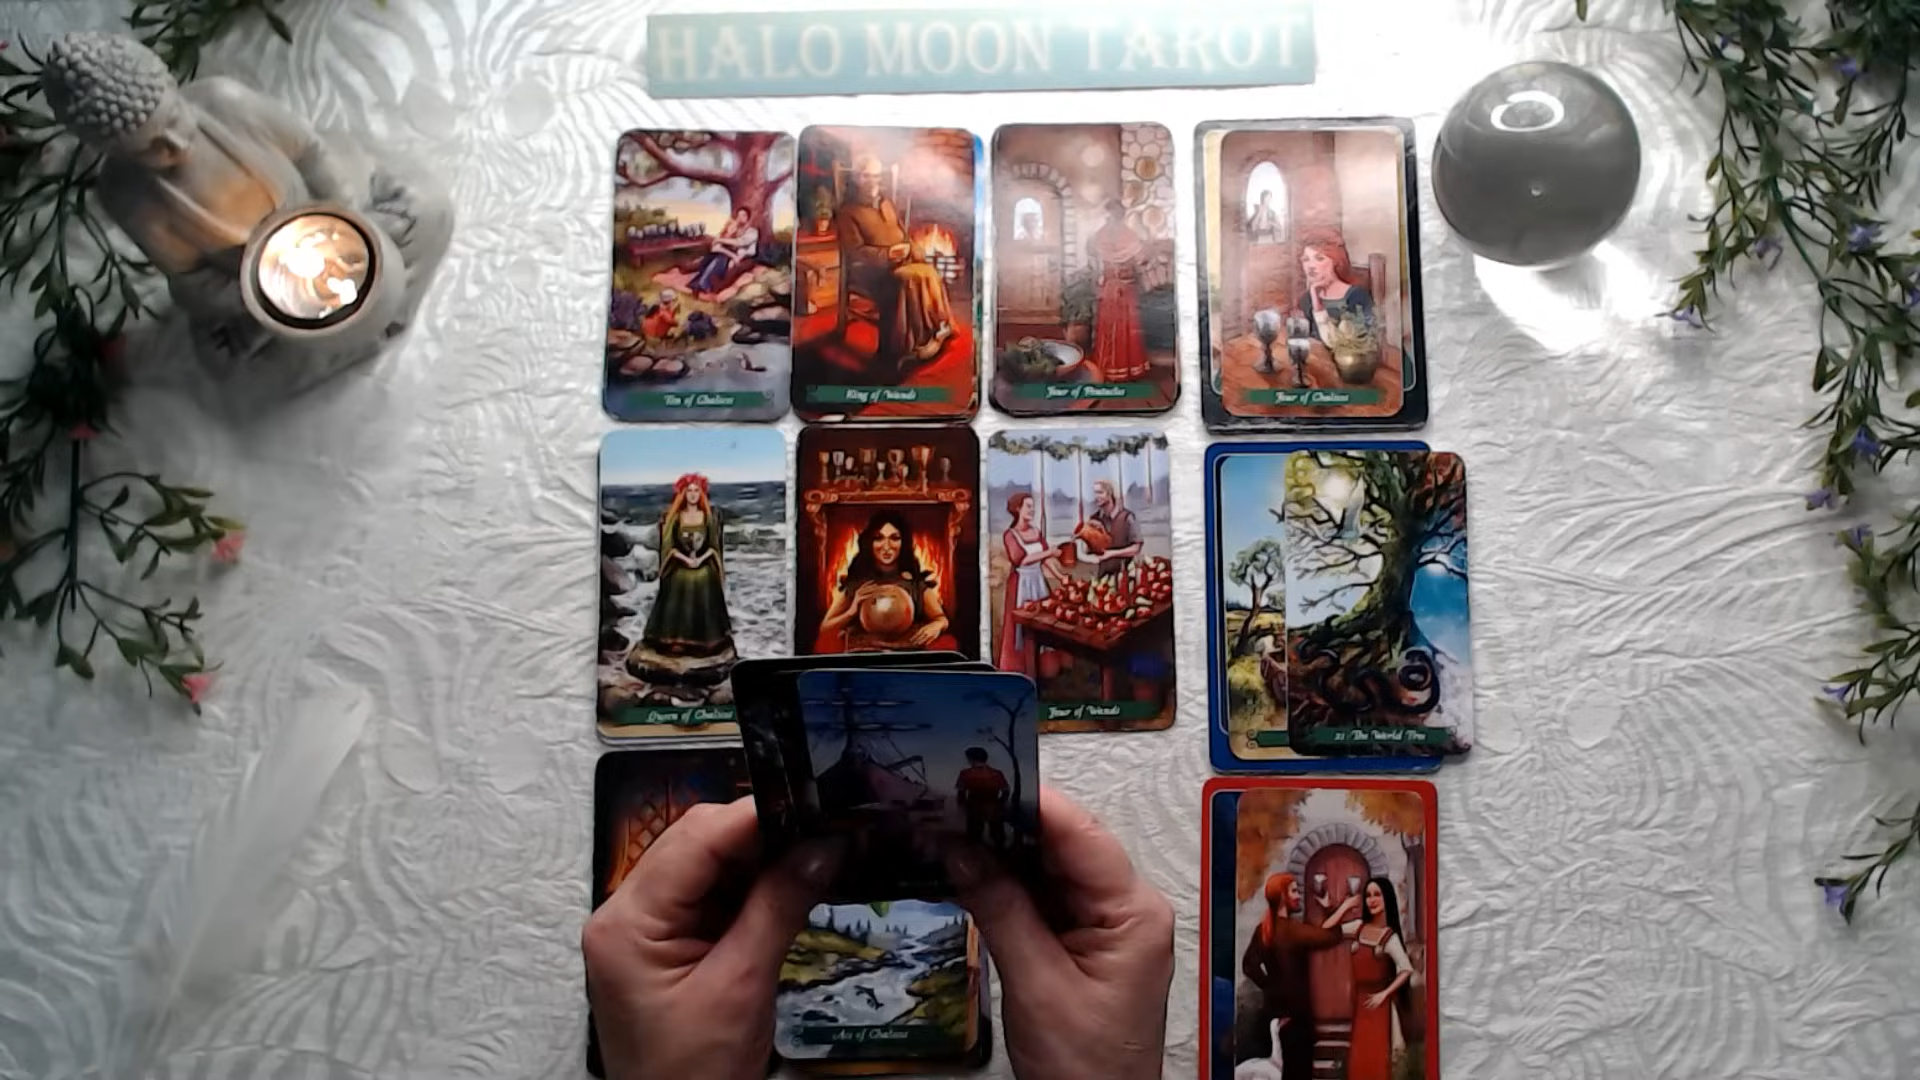 HALO MOON TAROT
Ten of Chalices
King of Wands
Four of Pentacles
Four of Chalices
Queen of Chalices
Four of Wands
21 The World Tree
Ace of Chalices